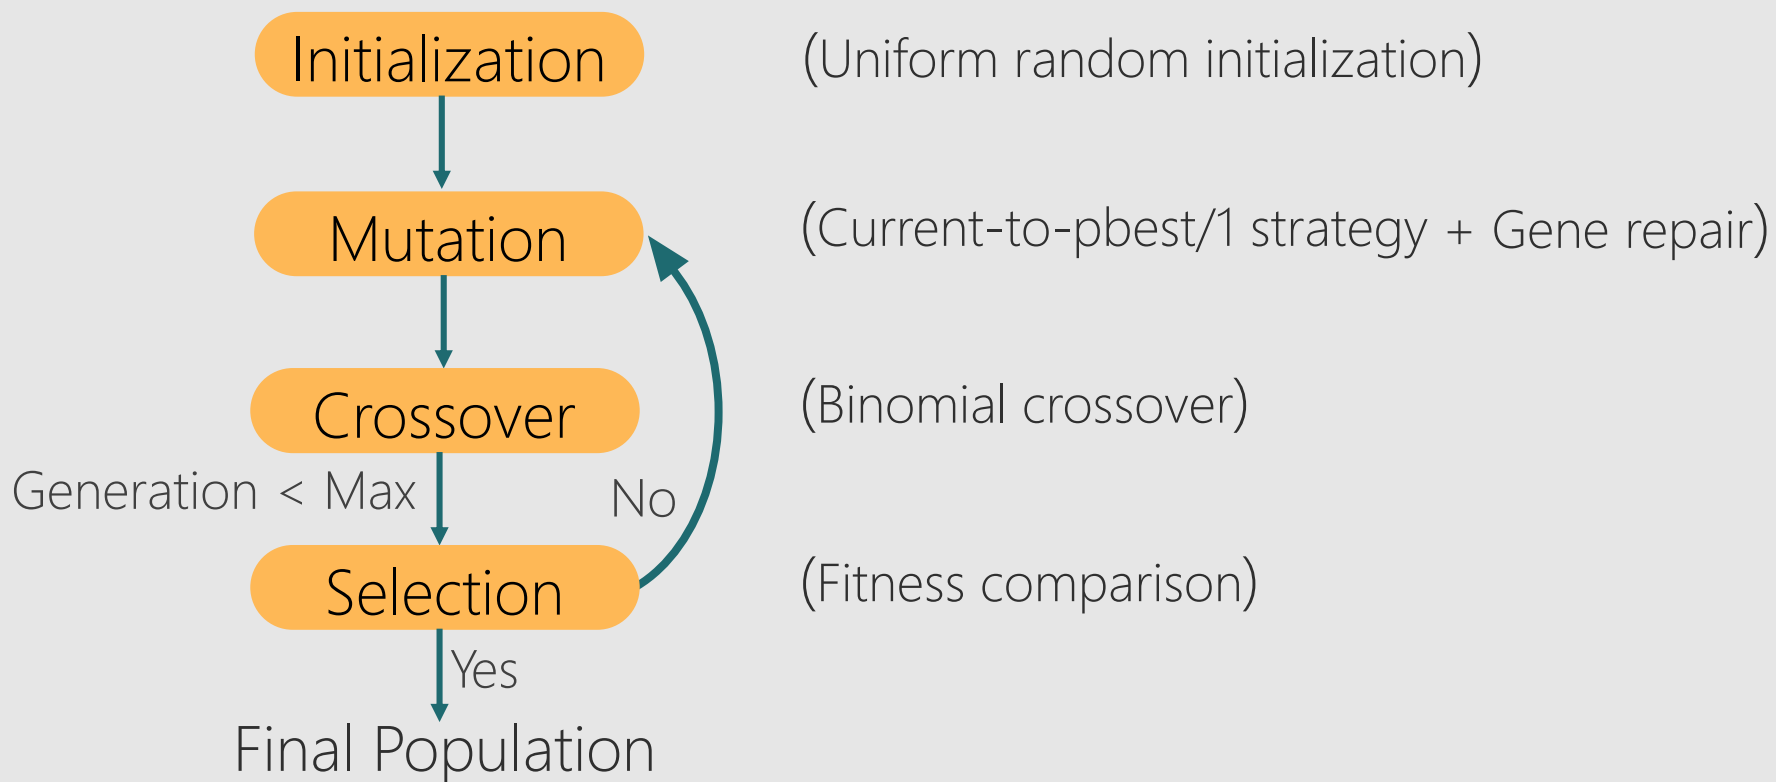 Initialization (Uniform random initialization)
Mutation (Current-to-pbest/1 strategy + Gene repair)
Crossover (Binomial crossover)
Generation < Max No
Selection (Fitness comparison)
Yes
Final Population